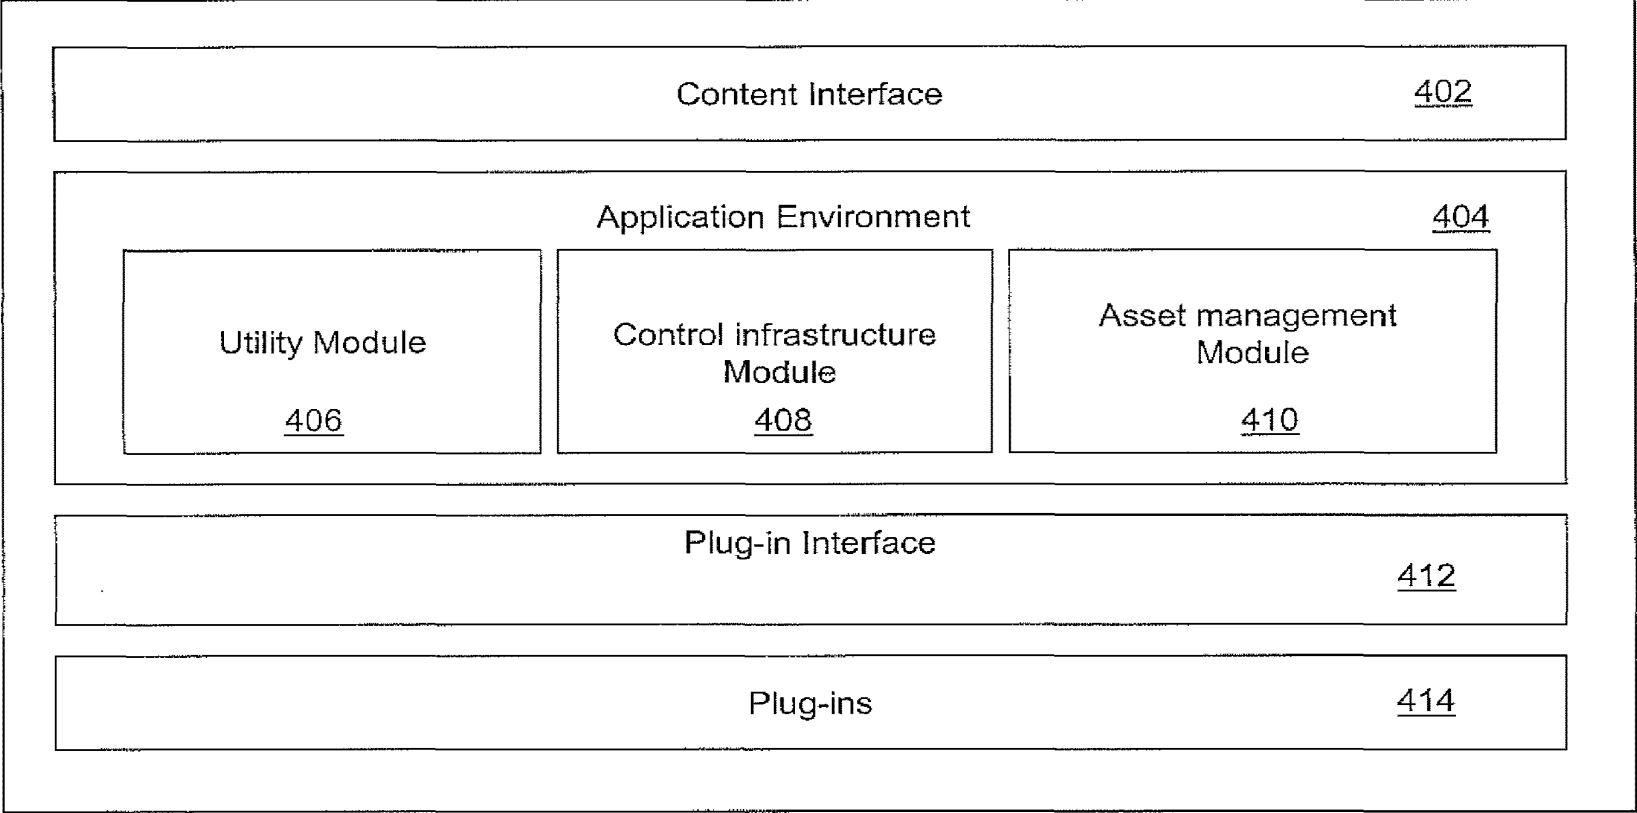 Content Interface 402
Application Environment 404
Utility Module
406
Control infrastructure
Module
408
Asset management
Module
410
Plug-in Interface
412
Plug-ins 414